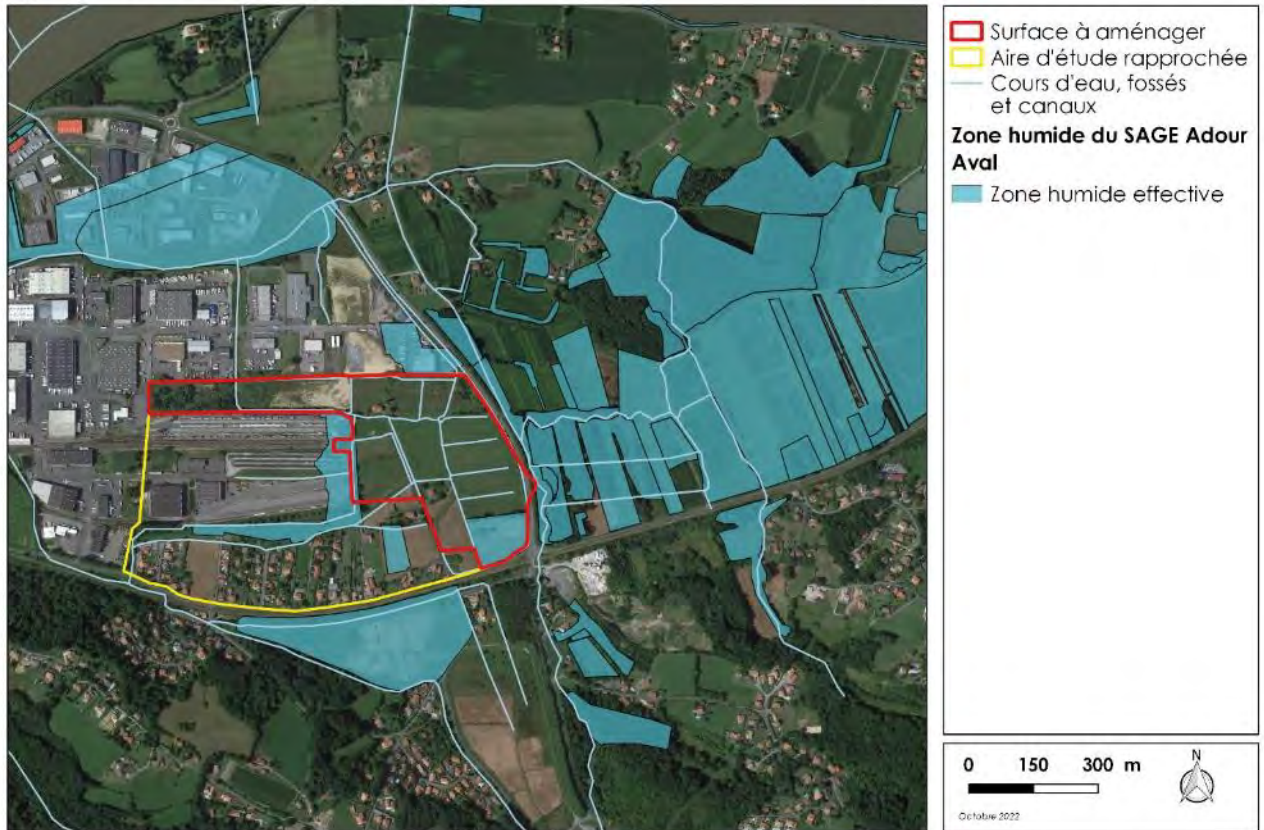 Surface à aménager
Aire d'étude rapprochée
Cours d'eau, fossés
et canaux
Zone humide du SAGE Adour
Aval
Zone humide effective
0 150 300 m
N
Octobre 2022